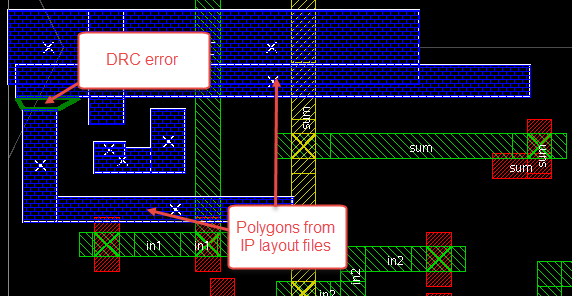 DRC error
sum
sum
sum
sum
Polygons from
IP layout files
in1
in1
in2
in2
in2